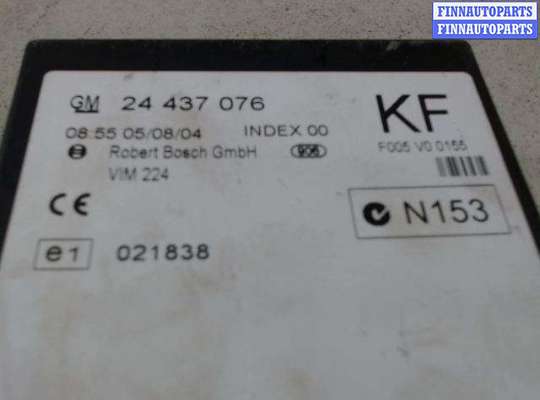 FINNAUTOPARTS
FINNAUTOPARTS
GM 24 437 076 KF
08:55 05/08/04 INDEX 00 F005 V0 0155
Robert Bosch GmbH
VIM 224
CE N153
e1 021838